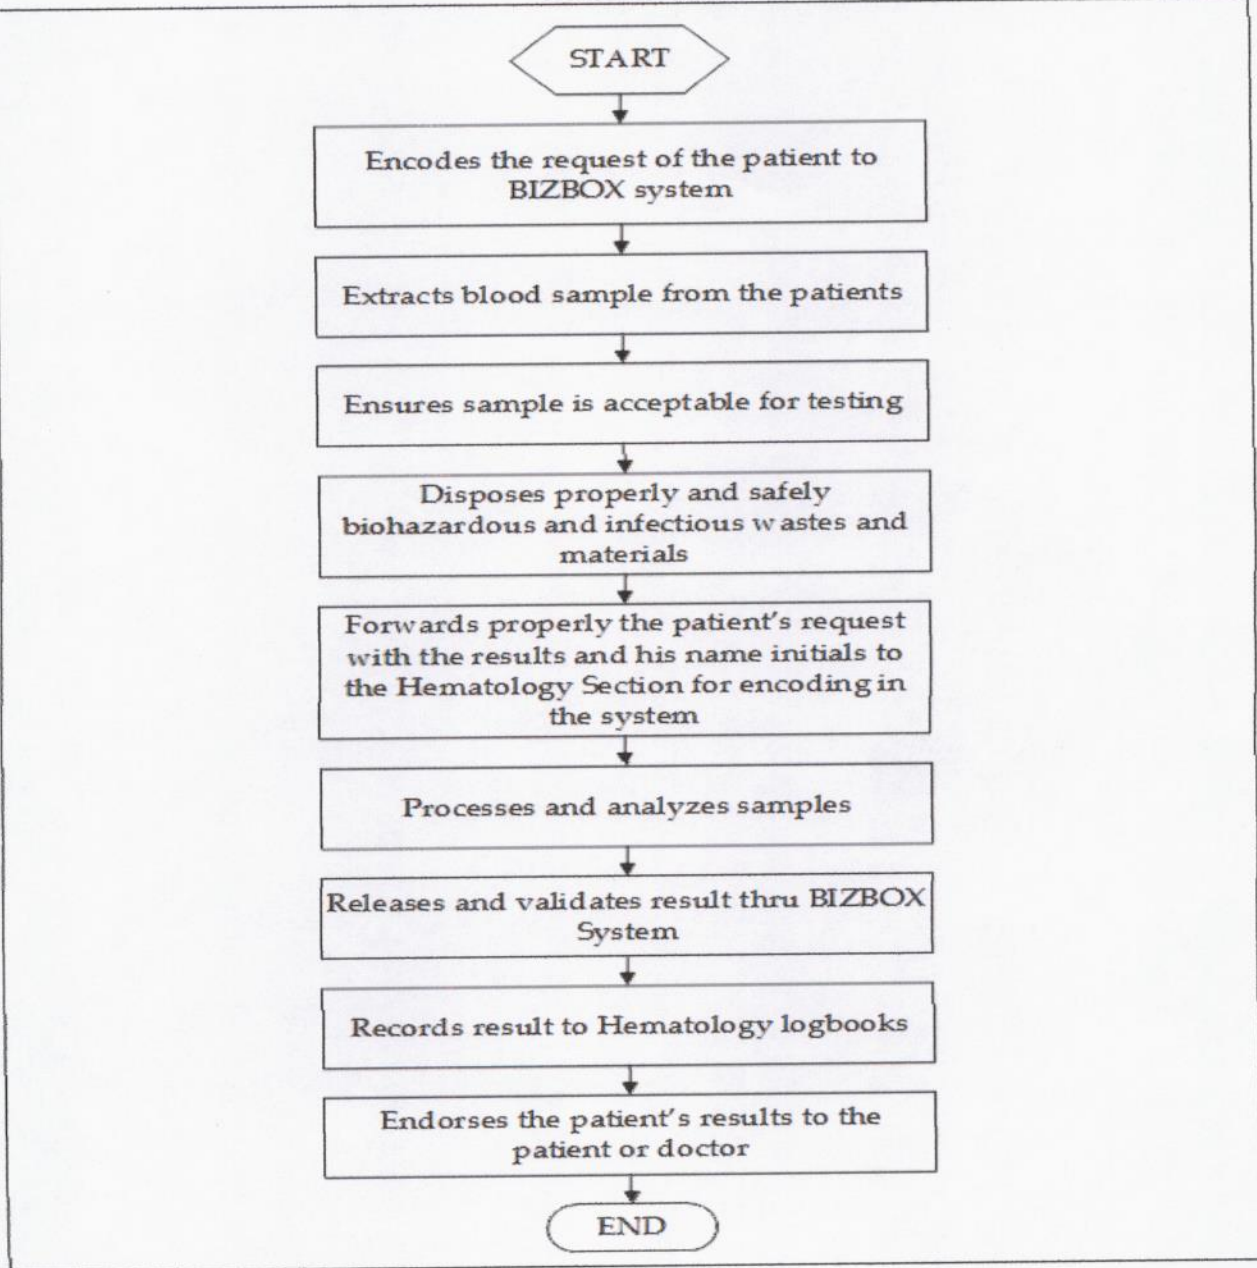 START
Encodes the request of the patient to
BIZBOX system
Extracts blood sample from the patients
Ensures sample is acceptable for testing
Disposes properly and safely
biohazardous and infectious wastes and
materials
Forwards properly the patient's request
with the results and his name initials to
the Hematology Section for encoding in
the system
Processes and analyzes samples
Releases and validates result thru BIZBOX
System
Records result to Hematology logbooks
Endorses the patient's results to the
patient or doctor
END